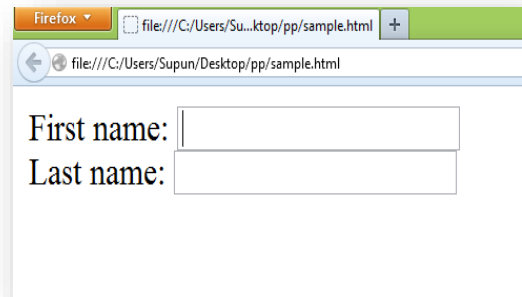 Firefox
file:///C:/Users/Su...ktop/pp/sample.html
file:///C:/Users/Supun/Desktop/pp/sample.html
First name:
Last name: